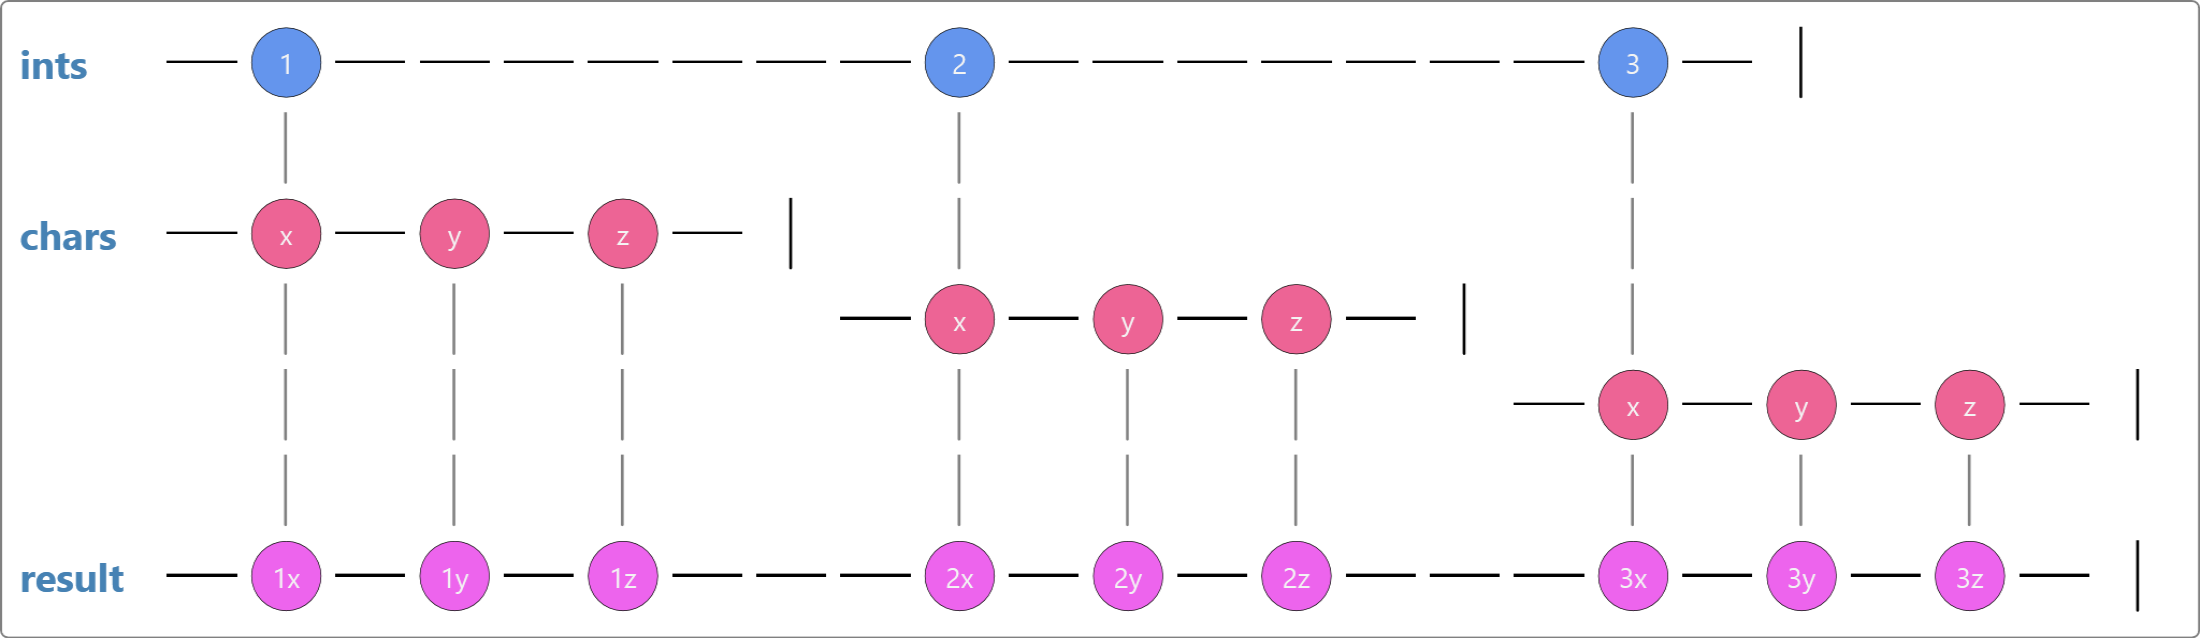 ints 1 2 3
chars x y z
x y z
x y z
result 1x 1y 1z 2x 2y 2z 3x 3y 3z